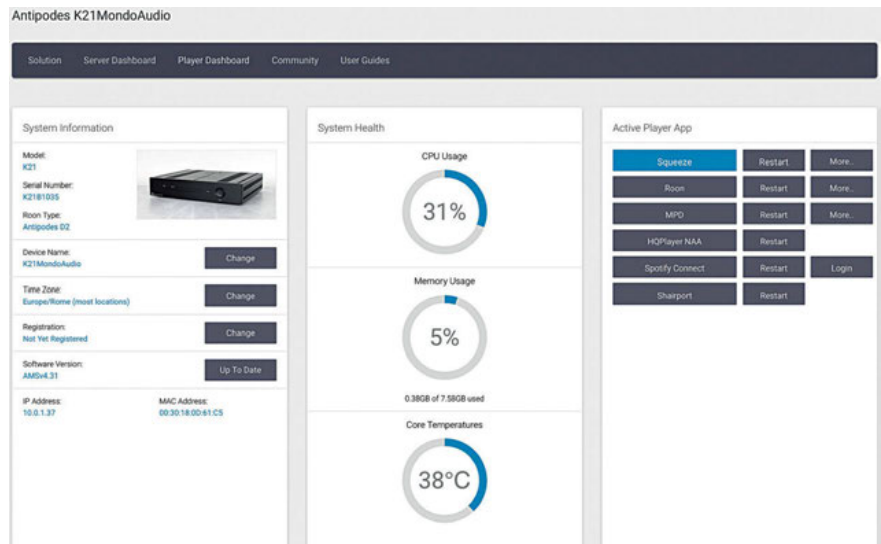 Antipodes K21MondoAudio
Solution Server Dashboard Player Dashboard Community User Guides
System Information
Model:
K21
Serial Number:
K2181035
Roon Type:
Antipodes D2
Device Name:
K21MondoAudio
Change
Time Zone:
Europe/Rome (most locations)
Change
Registration:
Not Yet Registered
Change
Software Version:
AMSv4.31
Up To Date
IP Address:
10.0.1.37
MAC Address:
00:30:18:0D:61:C5
System Health
CPU Usage
31%
Memory Usage
5%
0.38GB of 7.58GB used
Core Temperatures
38°C
Active Player App
Squeeze Restart More..
Roon Restart More..
MPD Restart More..
HQPlayer NAA Restart
Spotify Connect Restart Login
Shairport Restart